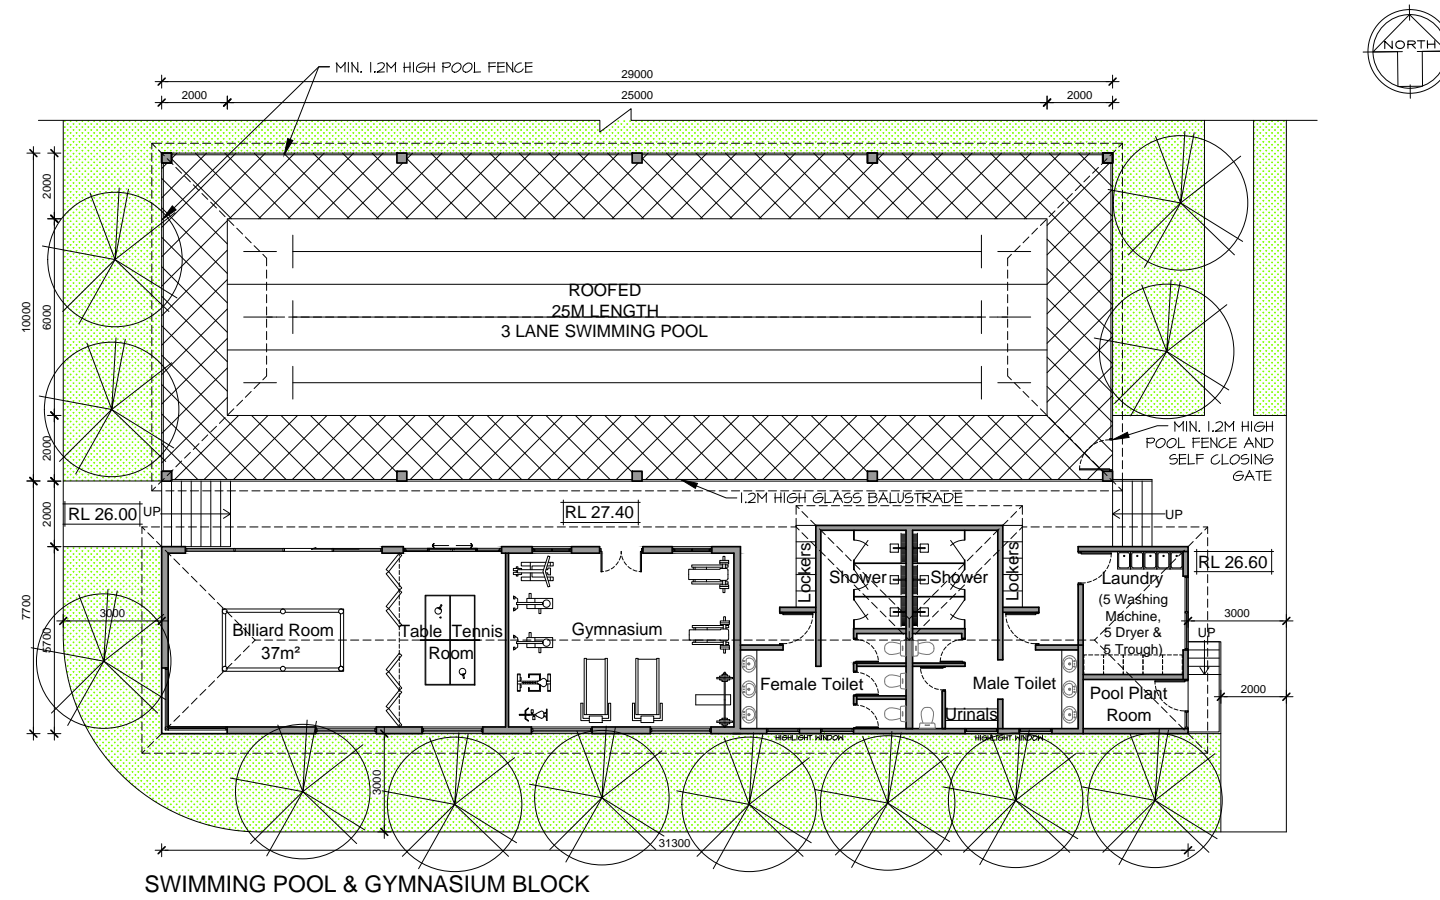 NORTH
MIN. 1.2M HIGH POOL FENCE
29000
2000
25000
2000
10000
2000
6000
2000
ROOFED
25M LENGTH
3 LANE SWIMMING POOL
MIN. 1.2M HIGH
POOL FENCE AND
SELF CLOSING
GATE
1.2M HIGH GLASS BALUSTRADE
RL 26.00
UP
RL 27.40
UP
2000
7700
5700
3000
Billiard Room
37m²
Table Tennis
Room
Gymnasium
Lockers
Shower
Shower
Lockers
Female Toilet
Male Toilet
Urinals
Laundry
(5 Washing
Machine,
5 Dryer &
5 Trough)
Pool Plant
Room
RL 26.60
3000
UP
2000
HIGHLIGHT WINDOW
HIGHLIGHT WINDOW
3000
31300
SWIMMING POOL & GYMNASIUM BLOCK